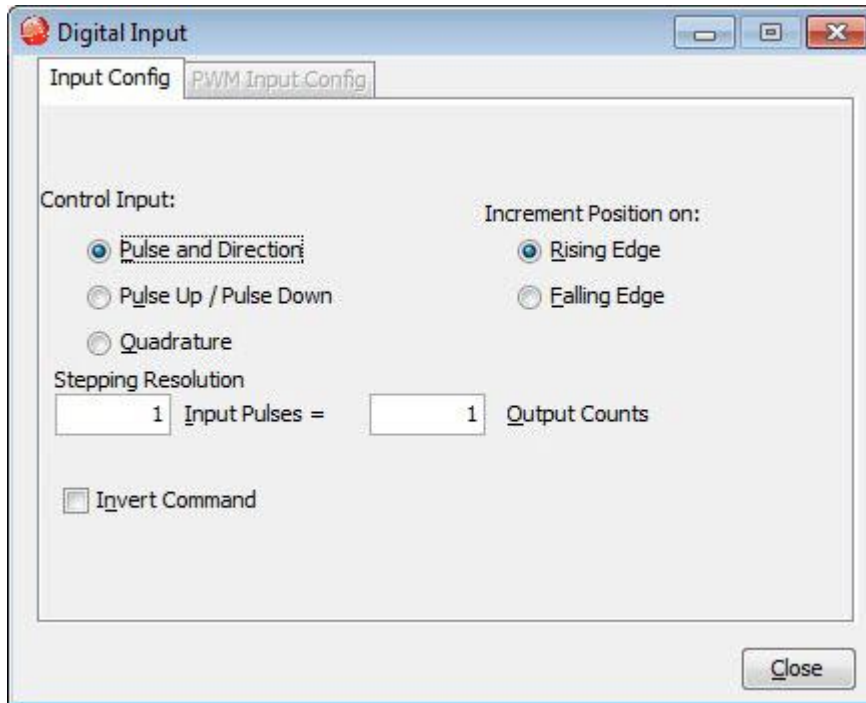 Digital Input
Input Config PWM Input Config
Control Input:
Increment Position on:
Pulse and Direction
Rising Edge
Pulse Up / Pulse Down
Falling Edge
Quadrature
Stepping Resolution
1 Input Pulses = 1 Output Counts
Invert Command
Close